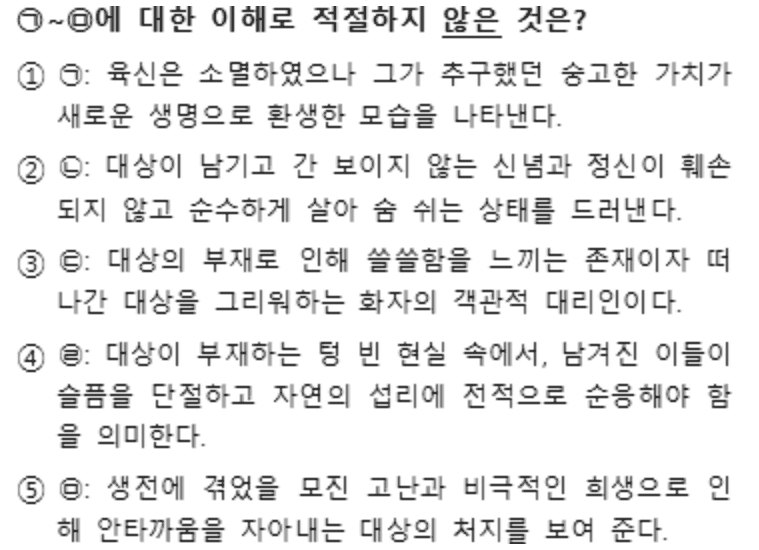 ㉠~㉤에 대한 이해로 적절하지 않은 것은?
① ㉠: 육신은 소멸하였으나 그가 추구했던 숭고한 가치가
새로운 생명으로 환생한 모습을 나타낸다.
② ㉡: 대상이 남기고 간 보이지 않는 신념과 정신이 훼손
되지 않고 순수하게 살아 숨 쉬는 상태를 드러낸다.
③ ㉢: 대상의 부재로 인해 쓸쓸함을 느끼는 존재이자 떠
나간 대상을 그리워하는 화자의 객관적 대리인이다.
④ ㉣: 대상이 부재하는 텅 빈 현실 속에서, 남겨진 이들이
슬픔을 단절하고 자연의 섭리에 전적으로 순응해야 함
을 의미한다.
⑤ ㉤: 생전에 겪었을 모진 고난과 비극적인 희생으로 인
해 안타까움을 자아내는 대상의 처지를 보여 준다.